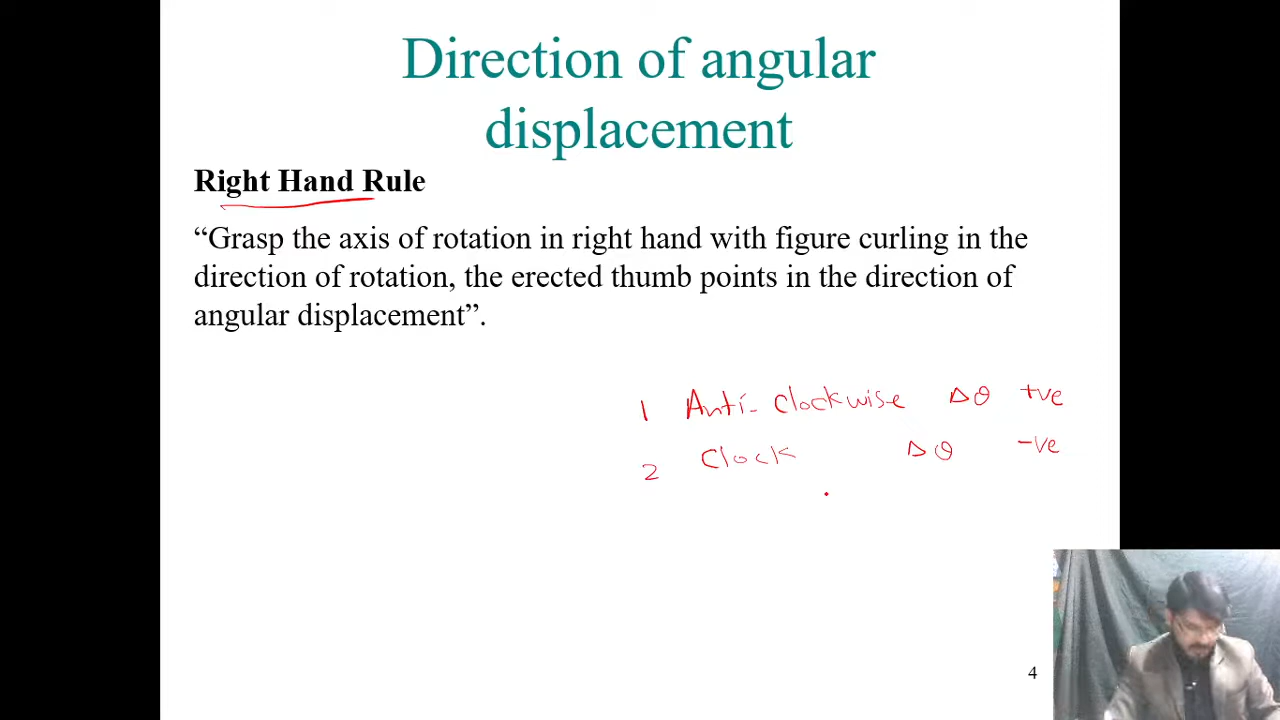 Direction of angular
displacement
Right Hand Rule
“Grasp the axis of rotation in right hand with figure curling in the
direction of rotation, the erected thumb points in the direction of
angular displacement”.
1 Anti-clockwise Δθ +ve
2 Clock Δθ -ve
4